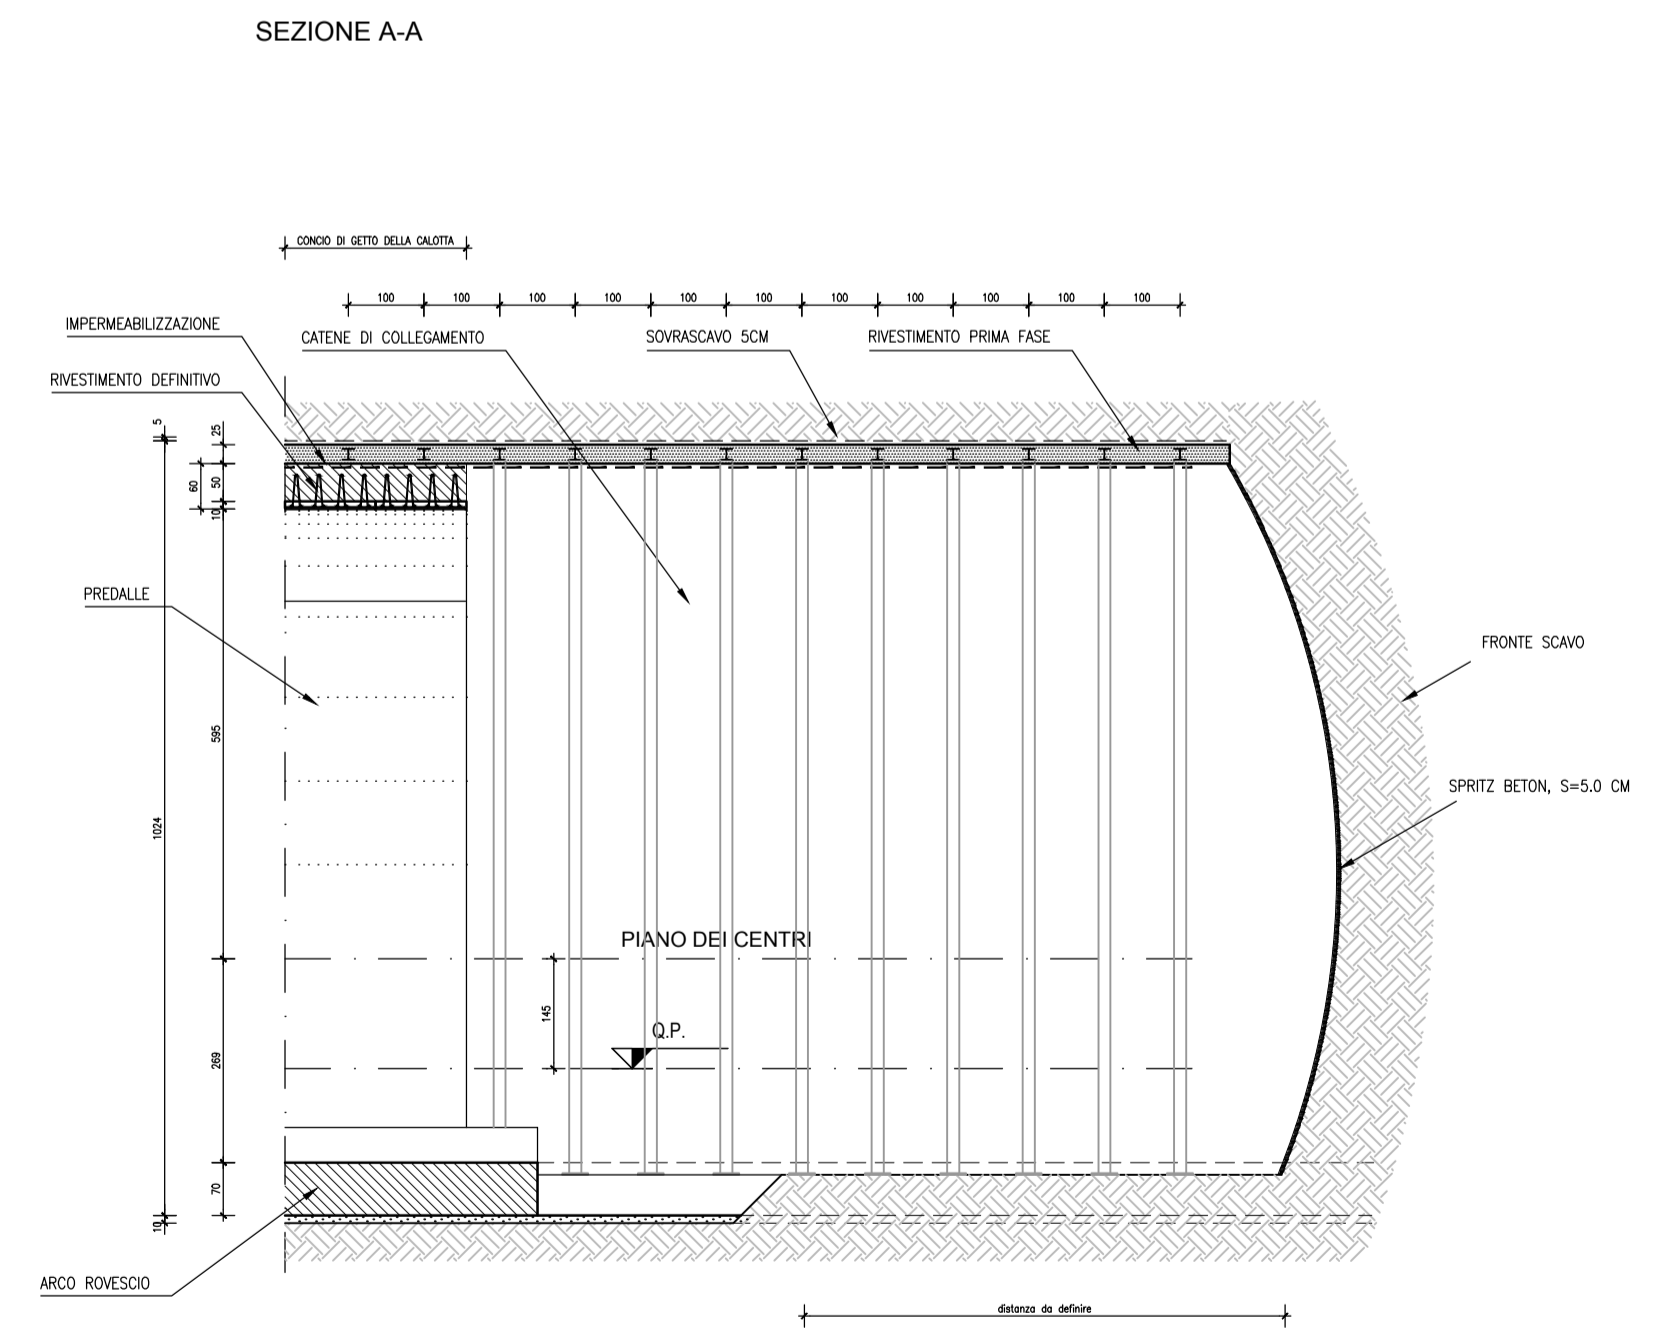 SEZIONE A-A
CONCIO DI GETTO DELLA CALOTTA
100 100 100 100 100 100 100 100 100 100 100
IMPERMEABILIZZAZIONE
CATENE DI COLLEGAMENTO
SOVRASCAVO 5CM
RIVESTIMENTO PRIMA FASE
RIVESTIMENTO DEFINITIVO
5
25
60
50
10
PREDALLE
FRONTE SCAVO
595
SPRITZ BETON, S=5.0 CM
1024
PIANO DEI CENTRI
145
Q.P.
269
70
10
ARCO ROVESCIO
distanza da definire